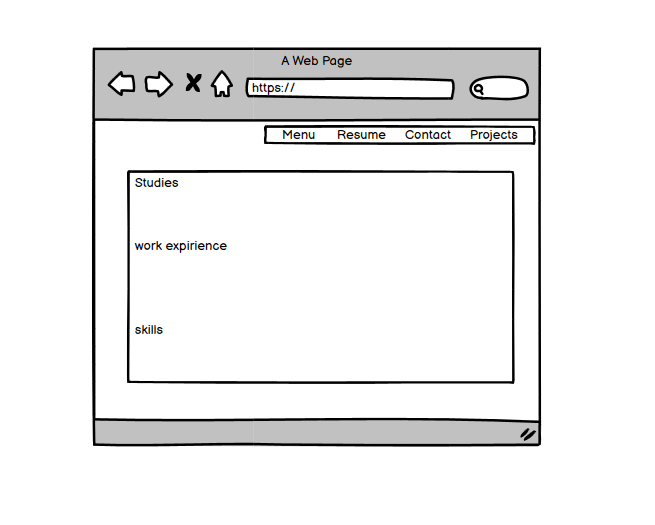 A Web Page
https://
Menu Resume Contact Projects
Studies
work expirience
skills